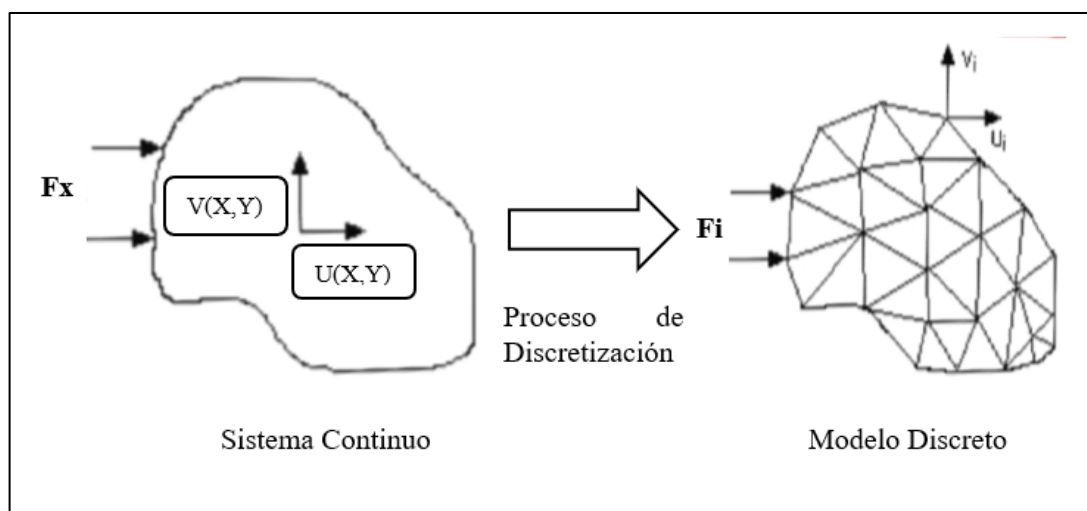 Vi
Ui
Fx
V(X,Y)
U(X,Y)
Fi
Proceso de
Discretización
Sistema Continuo
Modelo Discreto